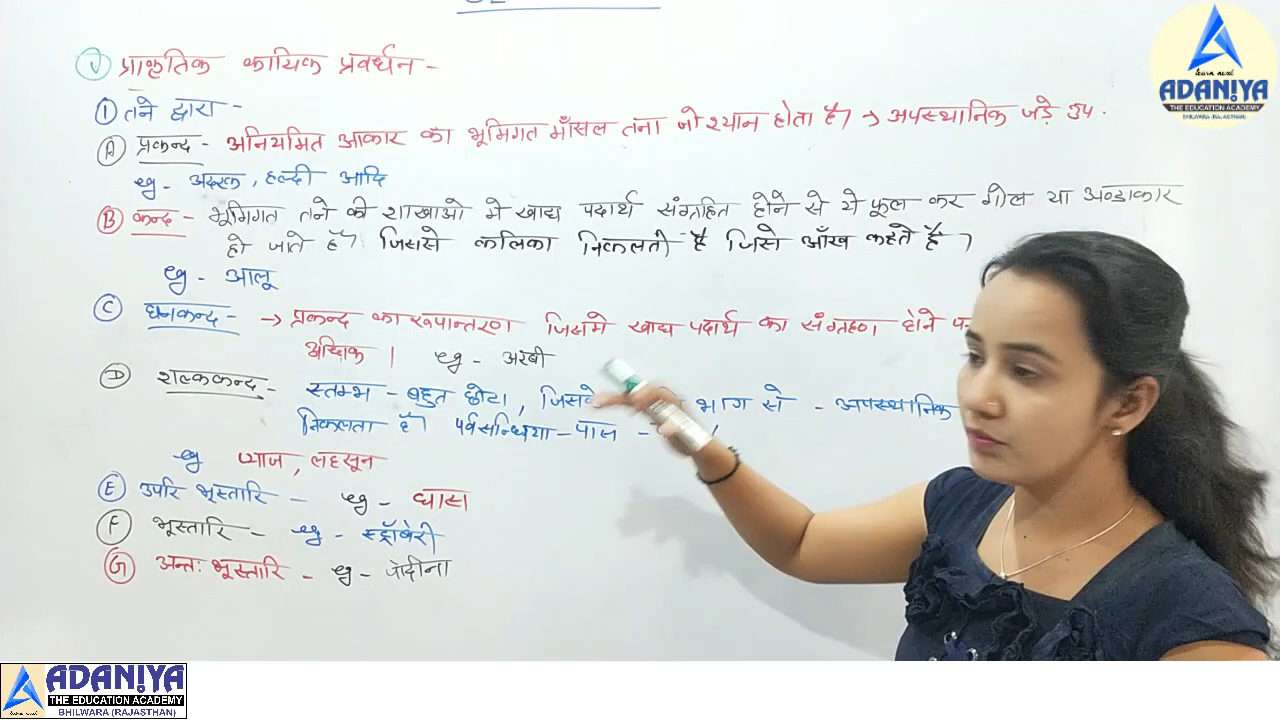 learn next
ADANIYA
THE EDUCATION ACADEMY
BHILWARA (RAJASTHAN)
प्राकृतिक कायिक प्रवर्धन -
① तने द्वारा -
Ⓐ प्रकन्द - अनियमित आकार का भूमिगत माँसल तना जो श्यान होता है। → अपस्थानिक जड़े उप.
eg - अदरक, हल्दी आदि
Ⓑ कन्द - भूमिगत तने की शाखाओ मे खाद्य पदार्थ संग्रहित होने से ये फूल कर गोल या अण्डाकार
हो जाते हैं। जिससे कलिका निकलती है जिसे आँख कहते है।
eg - आलू
Ⓒ घनकन्द - → प्रकन्द का रूपान्तरण जिसमे खाद्य पदार्थ का संग्रहण होने
अधिक । eg - अरबी
Ⓓ शल्ककन्द - स्तम्भ - बहुत छोटा, जिसके भाग से - अपस्थानिक
निकलता हैं। पर्वसन्धिया - पास -
eg प्याज, लहसून
Ⓔ उपरि भूस्तारि - eg - घास
Ⓕ भूस्तारि - eg - स्ट्रॉबेरी
Ⓖ अन्तः भूस्तारि - eg - पोदीना
ADANIYA
THE EDUCATION ACADEMY
BHILWARA (RAJASTHAN)